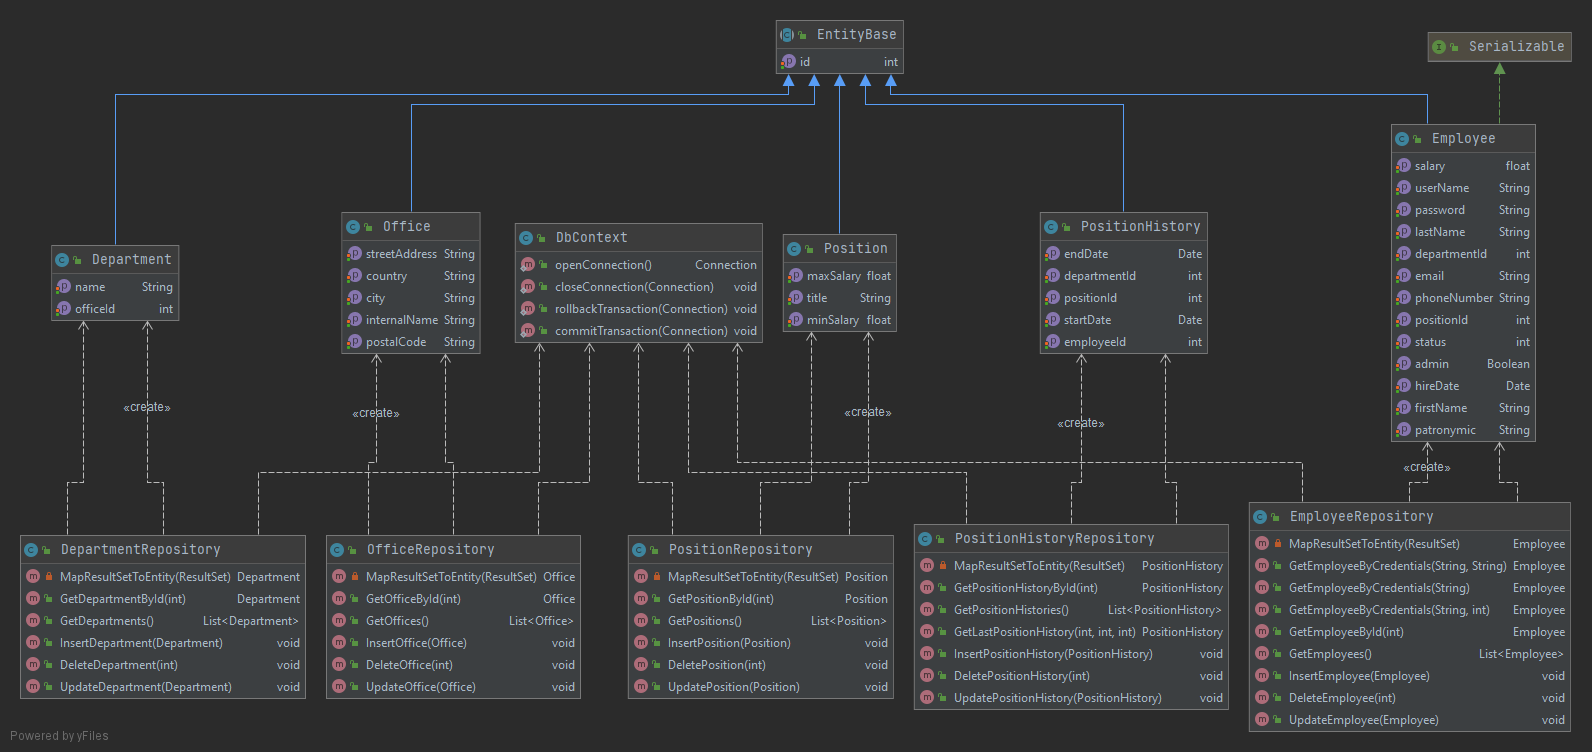 EntityBase
id int
Serializable
Employee
salary float
userName String
password String
lastName String
departmentId int
email String
phoneNumber String
positionId int
status int
admin Boolean
hireDate Date
firstName String
patronymic String
Office
streetAddress String
country String
city String
internalName String
postalCode String
PositionHistory
endDate Date
departmentId int
positionId int
startDate Date
employeeId int
DbContext
openConnection() Connection
closeConnection(Connection) void
rollbackTransaction(Connection) void
commitTransaction(Connection) void
Position
maxSalary float
title String
minSalary float
Department
name String
officeId int
«create»
«create»
«create»
«create»
«create»
DepartmentRepository
MapResultSetToEntity(ResultSet) Department
GetDepartmentById(int) Department
GetDepartments() List<Department>
InsertDepartment(Department) void
DeleteDepartment(int) void
UpdateDepartment(Department) void
OfficeRepository
MapResultSetToEntity(ResultSet) Office
GetOfficeById(int) Office
GetOffices() List<Office>
InsertOffice(Office) void
DeleteOffice(int) void
UpdateOffice(Office) void
PositionRepository
MapResultSetToEntity(ResultSet) Position
GetPositionById(int) Position
GetPositions() List<Position>
InsertPosition(Position) void
DeletePosition(int) void
UpdatePosition(Position) void
PositionHistoryRepository
MapResultSetToEntity(ResultSet) PositionHistory
GetPositionHistoryById(int) PositionHistory
GetPositionHistories() List<PositionHistory>
GetLastPositionHistory(int, int, int) PositionHistory
InsertPositionHistory(PositionHistory) void
DeletePositionHistory(int) void
UpdatePositionHistory(PositionHistory) void
EmployeeRepository
MapResultSetToEntity(ResultSet) Employee
GetEmployeeByCredentials(String, String) Employee
GetEmployeeByCredentials(String) Employee
GetEmployeeByCredentials(String, int) Employee
GetEmployeeById(int) Employee
GetEmployees() List<Employee>
InsertEmployee(Employee) void
DeleteEmployee(int) void
UpdateEmployee(Employee) void
Powered by yFiles